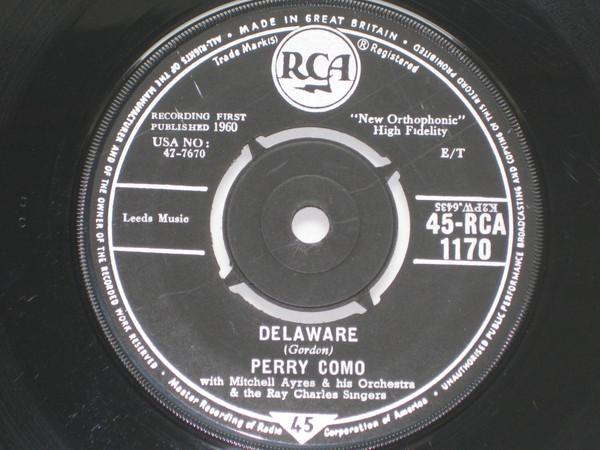 MADE IN GREAT BRITAIN
ALL RIGHTS OF THE MANUFACTURER AND OF THE OWNER OF THE RECORDED WORK RESERVED
UNAUTHORISED PUBLIC PERFORMANCE BROADCASTING AND COPYING OF THIS RECORD PROHIBITED
Trade Mark(s) ® Registered
RCA
RECORDING FIRST
PUBLISHED 1960
USA NO:
47-7670
"New Orthophonic"
High Fidelity
E/T
Leeds Music
K2PW.6435
45-RCA
1170
DELAWARE
(Gordon)
PERRY COMO
with Mitchell Ayres & his Orchestra
& the Ray Charles Singers
Master Recording of Radio Corporation of America
45